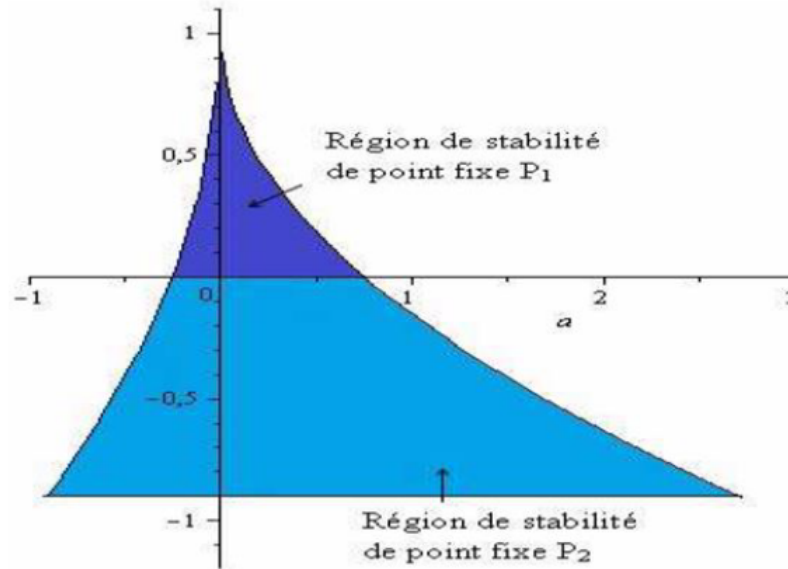 1
Région de stabilité
de point fixe P1
0,5
-1
0
1
2
a
-0,5
-1
Région de stabilité
de point fixe P2